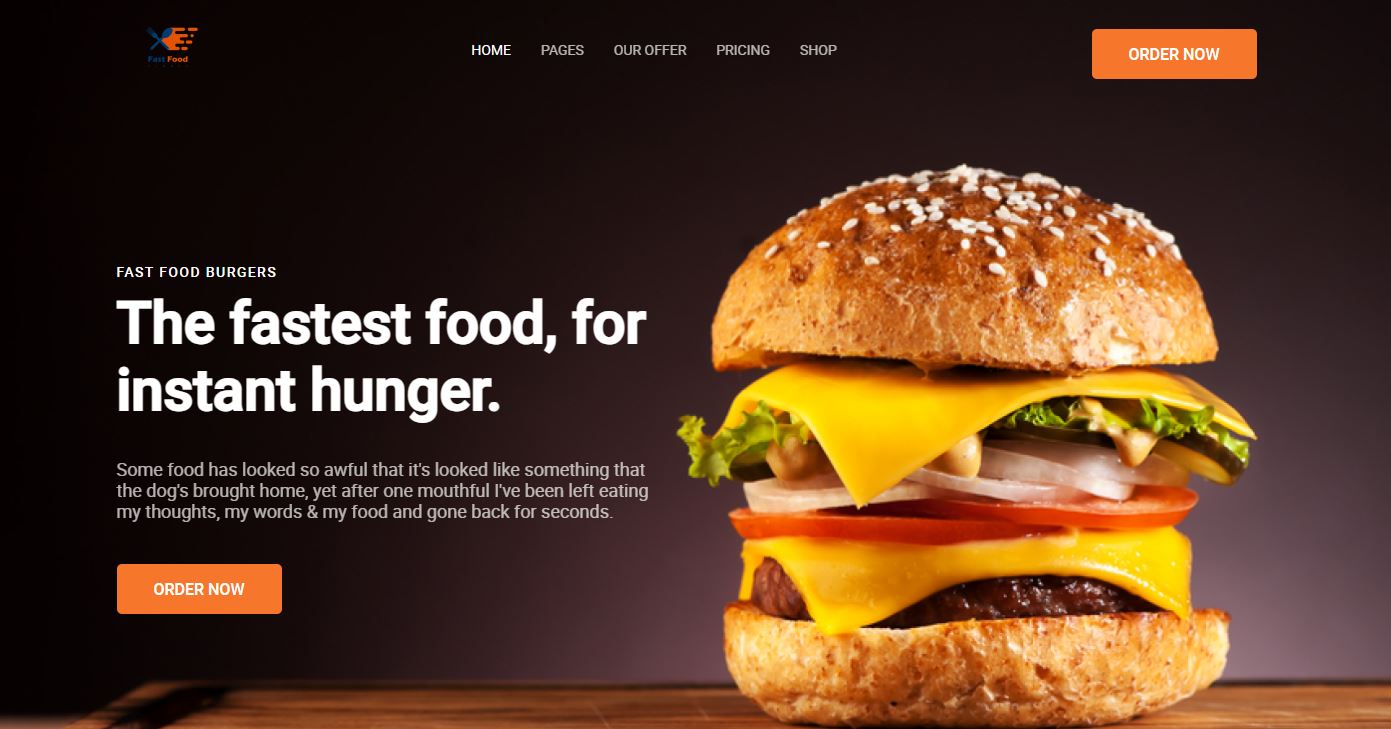 HOME PAGES OUR OFFER PRICING SHOP
ORDER NOW
Fast Food
FAST FOOD BURGERS
The fastest food, for
instant hunger.
Some food has looked so awful that it's looked like something that
the dog's brought home, yet after one mouthful I've been left eating
my thoughts, my words & my food and gone back for seconds.
ORDER NOW